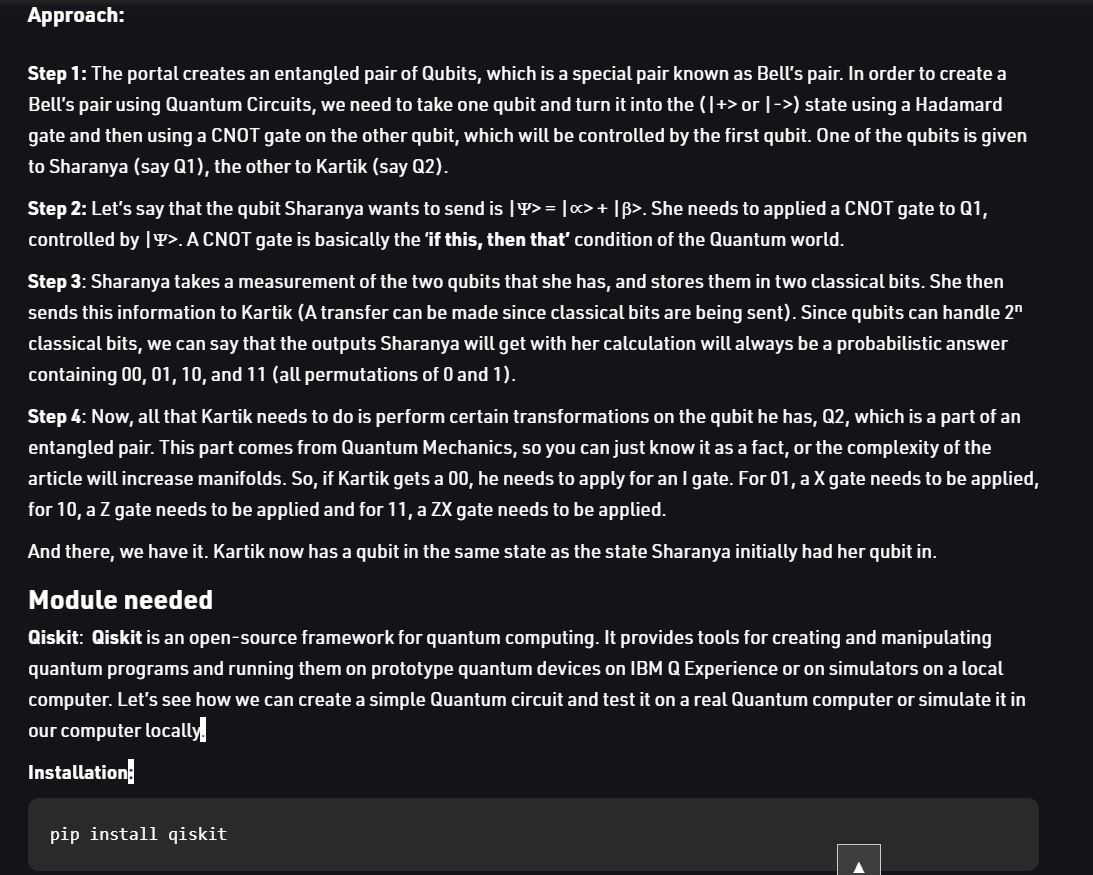 Approach:
Step 1: The portal creates an entangled pair of Qubits, which is a special pair known as Bell's pair. In order to create a
Bell's pair using Quantum Circuits, we need to take one qubit and turn it into the (|+> or |->) state using a Hadamard
gate and then using a CNOT gate on the other qubit, which will be controlled by the first qubit. One of the qubits is given
to Sharanya (say Q1), the other to Kartik (say Q2).
Step 2: Let's say that the qubit Sharanya wants to send is |Ψ> = |∝> + |β>. She needs to applied a CNOT gate to Q1,
controlled by |Ψ>. A CNOT gate is basically the 'if this, then that' condition of the Quantum world.
Step 3: Sharanya takes a measurement of the two qubits that she has, and stores them in two classical bits. She then
sends this information to Kartik (A transfer can be made since classical bits are being sent). Since qubits can handle 2ⁿ
classical bits, we can say that the outputs Sharanya will get with her calculation will always be a probabilistic answer
containing 00, 01, 10, and 11 (all permutations of 0 and 1).
Step 4: Now, all that Kartik needs to do is perform certain transformations on the qubit he has, Q2, which is a part of an
entangled pair. This part comes from Quantum Mechanics, so you can just know it as a fact, or the complexity of the
article will increase manifolds. So, if Kartik gets a 00, he needs to apply for an I gate. For 01, a X gate needs to be applied,
for 10, a Z gate needs to be applied and for 11, a ZX gate needs to be applied.
And there, we have it. Kartik now has a qubit in the same state as the state Sharanya initially had her qubit in.
Module needed
Qiskit: Qiskit is an open-source framework for quantum computing. It provides tools for creating and manipulating
quantum programs and running them on prototype quantum devices on IBM Q Experience or on simulators on a local
computer. Let's see how we can create a simple Quantum circuit and test it on a real Quantum computer or simulate it in
our computer locally.
Installation:
pip install qiskit